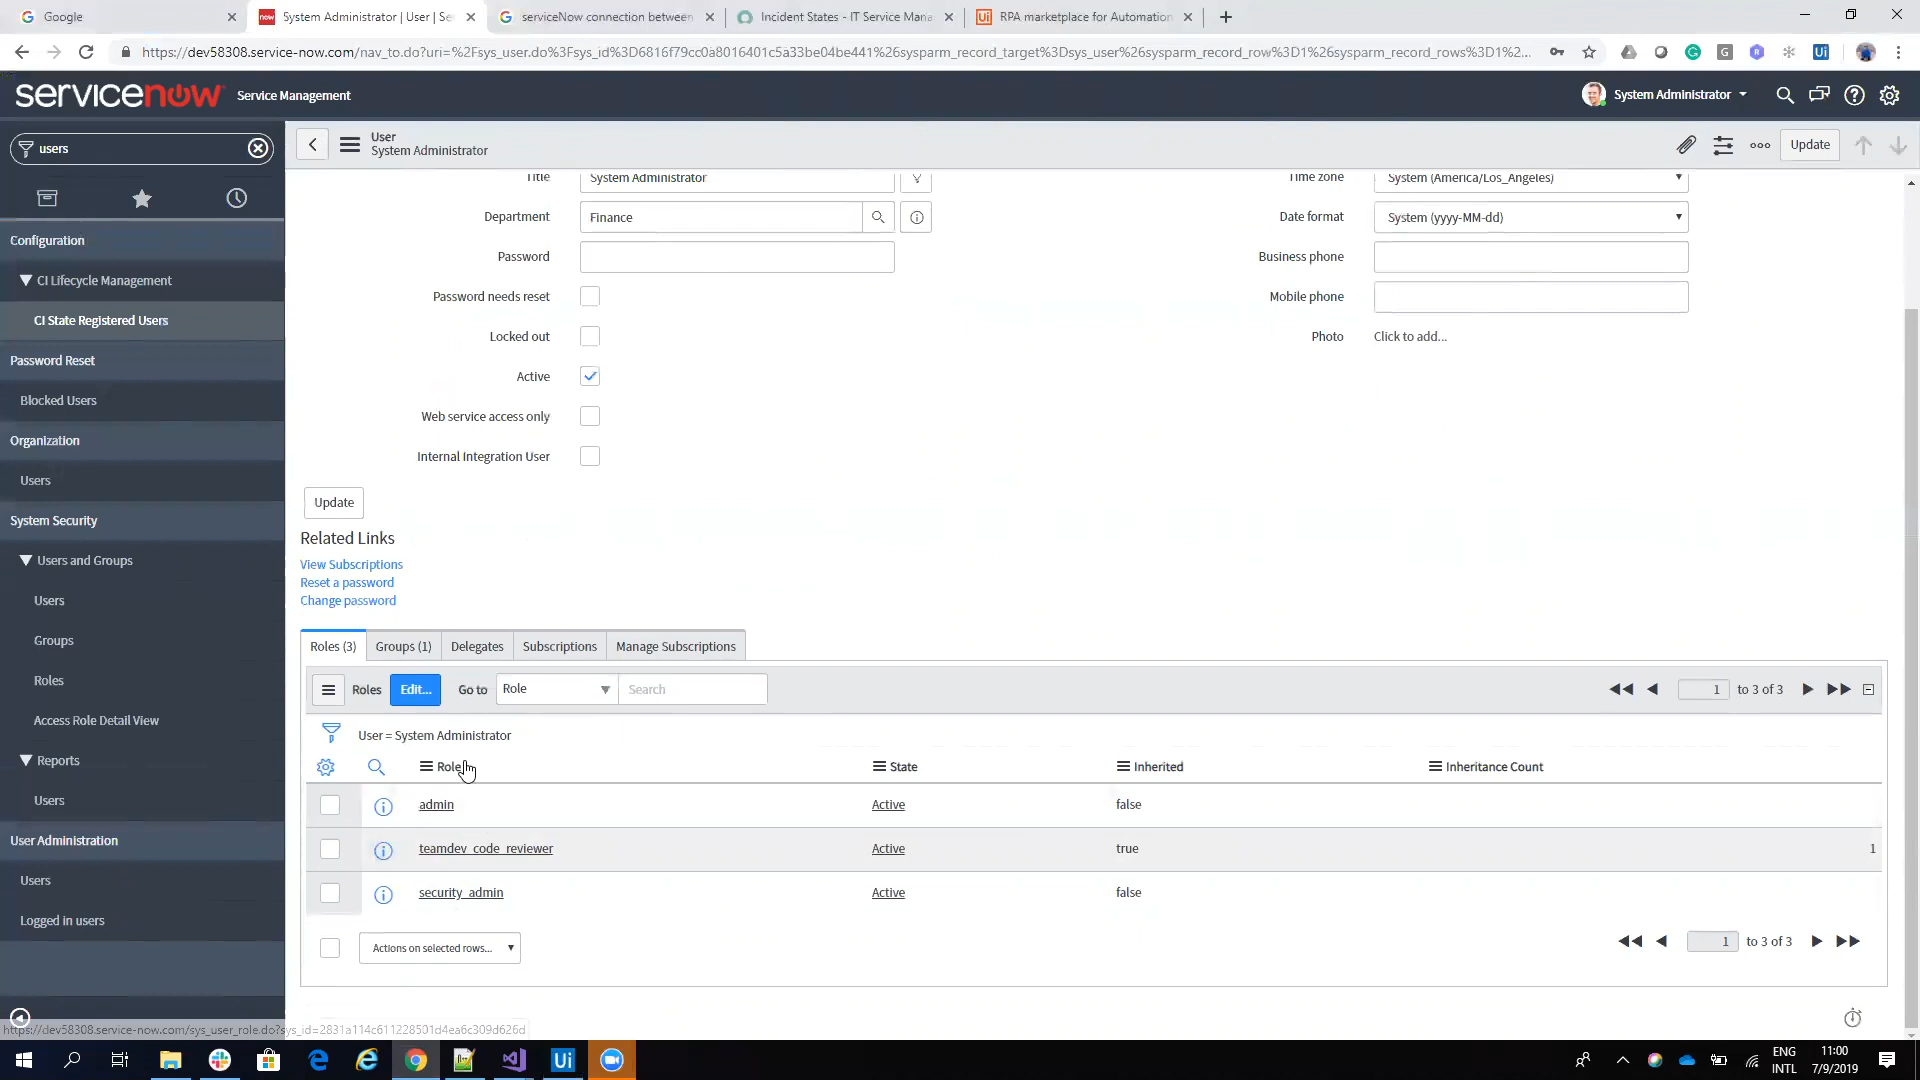 Google
System Administrator | User | Se
serviceNow connection between
Incident States - IT Service Mana
RPA marketplace for Automation
https://dev58308.service-now.com/nav_to.do?uri=%2Fsys_user.do%3Fsys_id%3D6816f79cc0a8016401c5a33be04be441%26sysparm_record_target%3Dsys_user%26sysparm_record_row%3D1%26sysparm_record_rows%3D1%2...
servicenow Service Management
System Administrator
users
User
System Administrator
Update
Configuration
CI Lifecycle Management
CI State Registered Users
Password Reset
Blocked Users
Organization
Users
System Security
Users and Groups
Users
Groups
Roles
Access Role Detail View
Reports
Users
User Administration
Users
Logged in users
Title System Administrator
Time zone System (America/Los_Angeles)
Department Finance
Date format System (yyyy-MM-dd)
Password
Business phone
Password needs reset
Mobile phone
Locked out
Photo Click to add...
Active
Web service access only
Internal Integration User
Update
Related Links
View Subscriptions
Reset a password
Change password
Roles (3) Groups (1) Delegates Subscriptions Manage Subscriptions
Roles Edit... Go to Role Search 1 to 3 of 3
User = System Administrator
Role State Inherited Inheritance Count
admin Active false
teamdev_code_reviewer Active true 1
security_admin Active false
Actions on selected rows... 1 to 3 of 3
https://dev58308.service-now.com/sys_user_role.do?sys_id=2831a114c611228501d4ea6c309d626d
ENG
INTL
11:00
7/9/2019